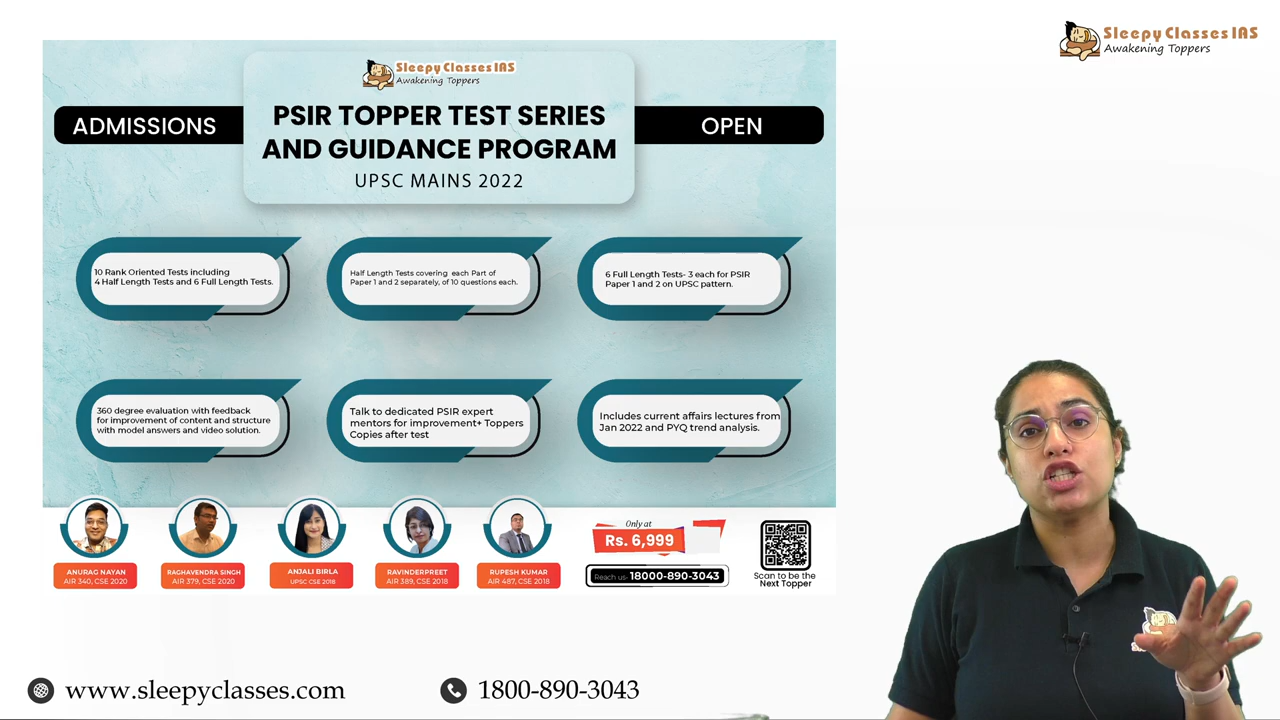 Sleepy Classes IAS
Awakening Toppers
Sleepy Classes IAS
Awakening Toppers
ADMISSIONS
PSIR TOPPER TEST SERIES
AND GUIDANCE PROGRAM
UPSC MAINS 2022
OPEN
10 Rank Oriented Tests including
4 Half Length Tests and 6 Full Length Tests.
Half Length Tests covering each Part of
Paper 1 and 2 separately, of 10 questions each.
6 Full Length Tests- 3 each for PSIR
Paper 1 and 2 on UPSC pattern.
360 degree evaluation with feedback
for improvement of content and structure
with model answers and video solution.
Talk to dedicated PSIR expert
mentors for improvement+ Toppers
Copies after test
Includes current affairs lectures from
Jan 2022 and PYQ trend analysis.
ANURAG NAYAN
AIR 340, CSE 2020
RAGHAVENDRA SINGH
AIR 379, CSE 2020
ANJALI BIRLA
UPSC CSE 2018
RAVINDERPREET
AIR 389, CSE 2018
RUPESH KUMAR
AIR 487, CSE 2018
Only at
Rs. 6,999
Reach us- 18000-890-3043
Scan to be the
Next Topper
www.sleepyclasses.com
1800-890-3043